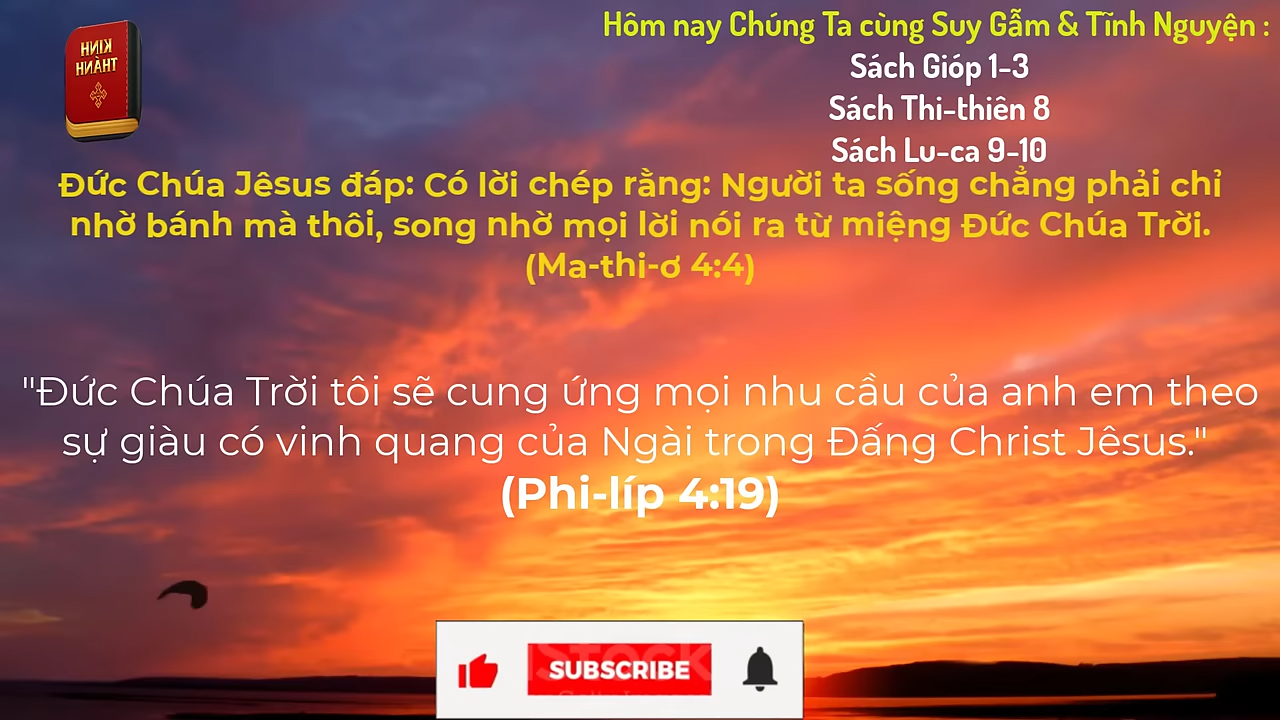 KINH
THÁNH
Hôm nay Chúng Ta cùng Suy Gẫm & Tĩnh Nguyện :
Sách Gióp 1-3
Sách Thi-thiên 8
Sách Lu-ca 9-10
Đức Chúa Jêsus đáp: Có lời chép rằng: Người ta sống chẳng phải chỉ
nhờ bánh mà thôi, song nhờ mọi lời nói ra từ miệng Đức Chúa Trời.
(Ma-thi-ơ 4:4)
"Đức Chúa Trời tôi sẽ cung ứng mọi nhu cầu của anh em theo
sự giàu có vinh quang của Ngài trong Đấng Christ Jêsus."
(Phi-líp 4:19)
SUBSCRIBE